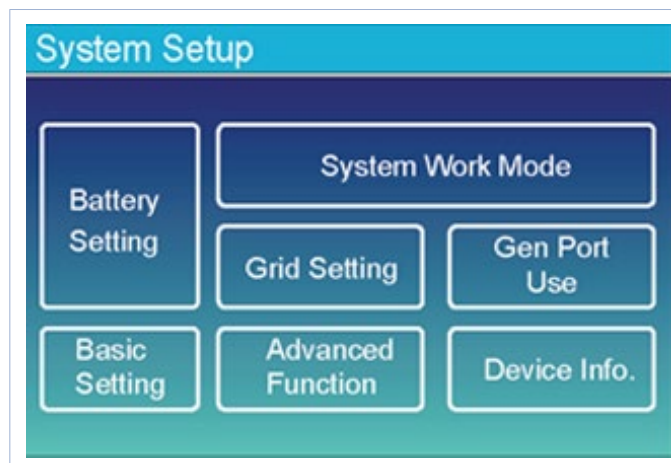 System Setup
Battery
Setting
System Work Mode
Grid Setting
Gen Port
Use
Basic
Setting
Advanced
Function
Device Info.